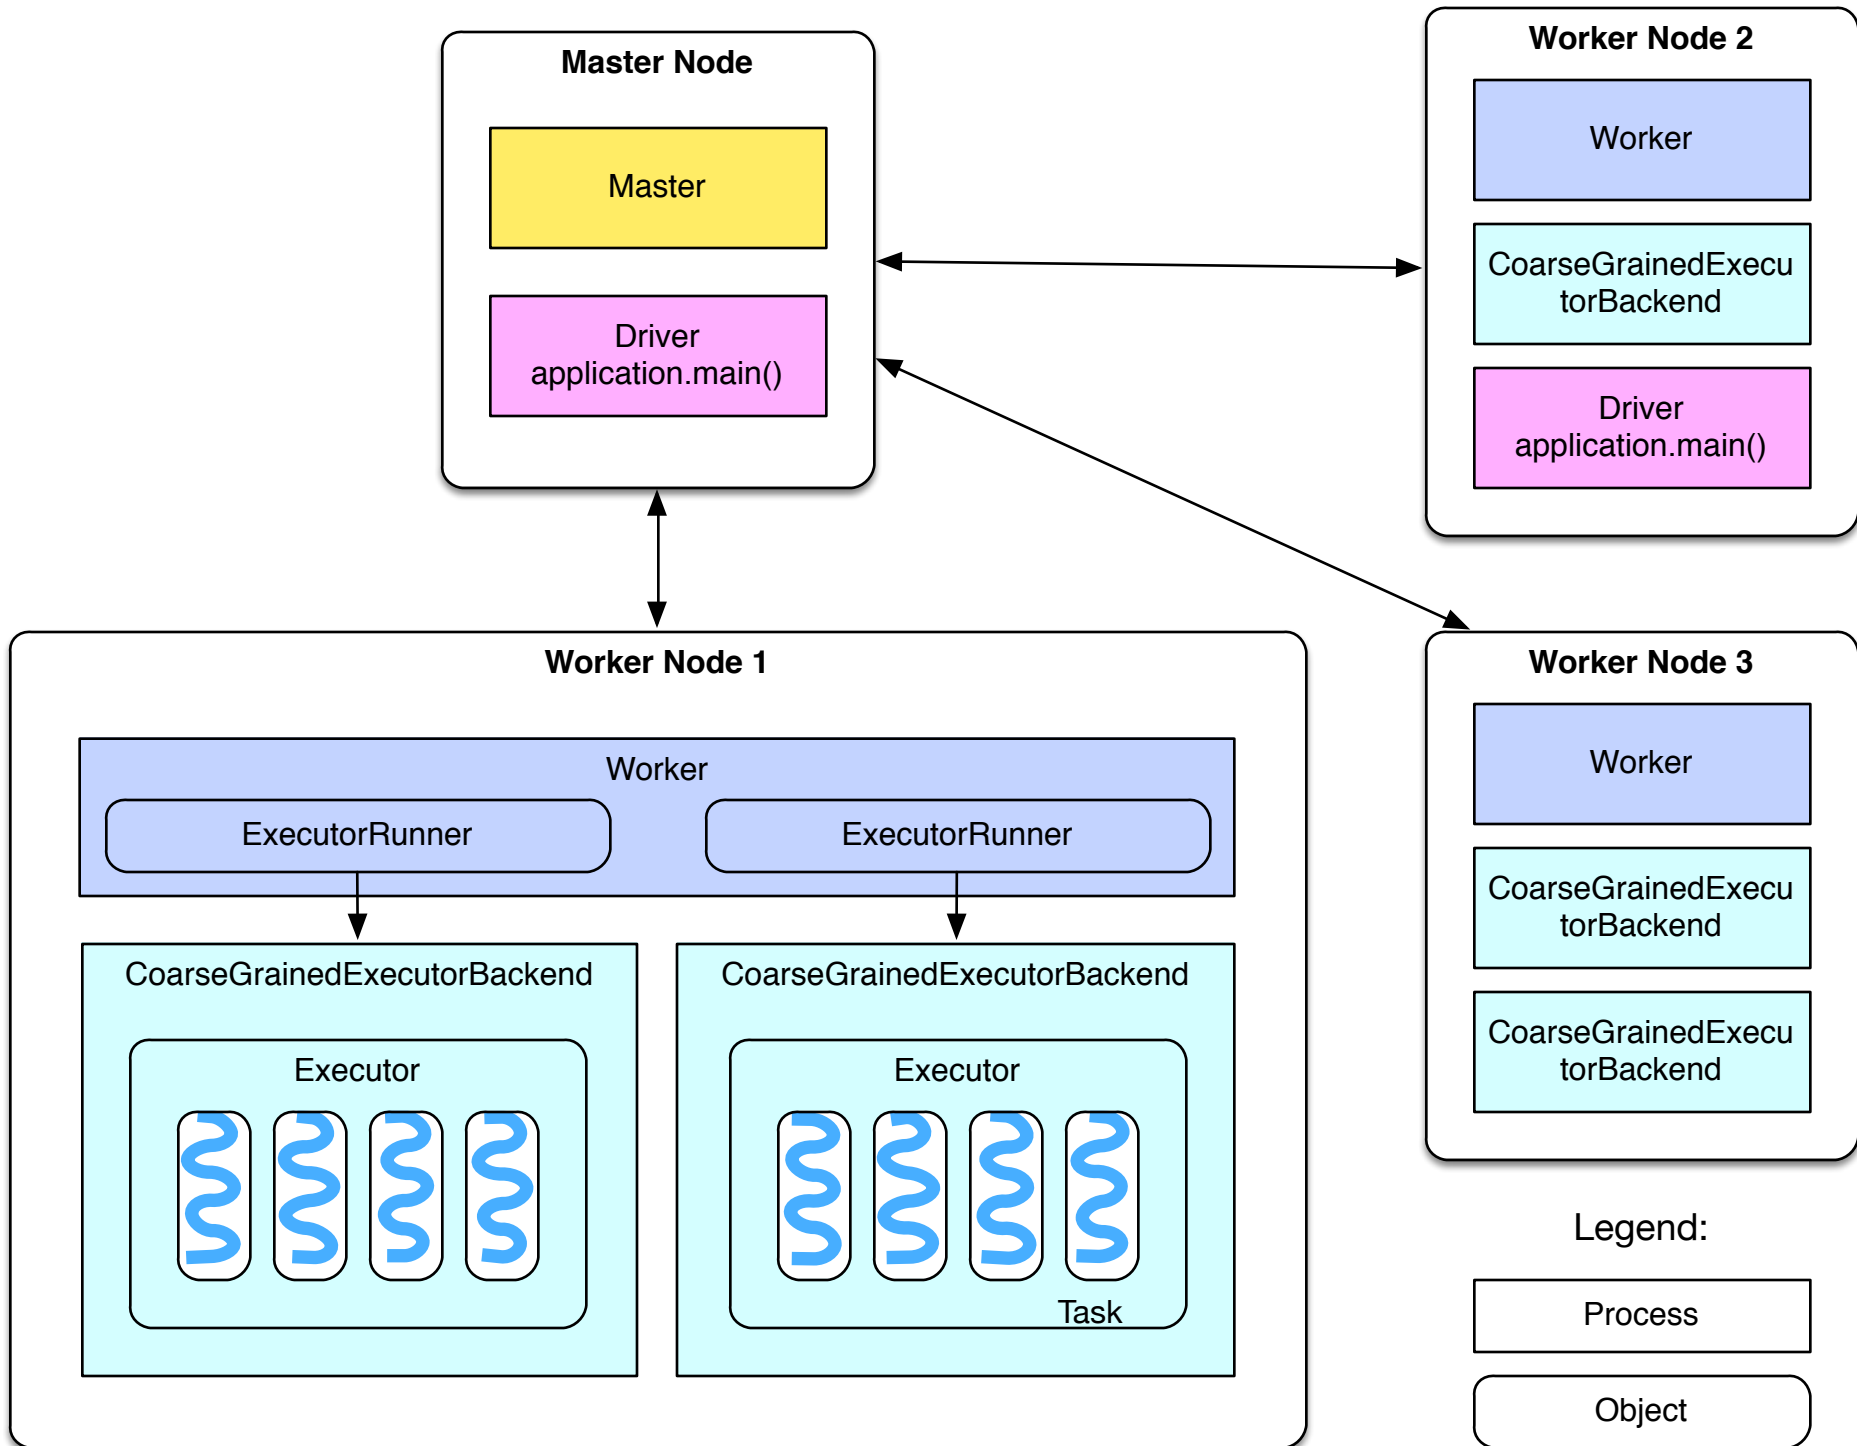 Master Node
Master
Driver
application.main()
Worker Node 2
Worker
CoarseGrainedExecu
torBackend
Driver
application.main()
Worker Node 1
Worker
ExecutorRunner
ExecutorRunner
CoarseGrainedExecutorBackend
CoarseGrainedExecutorBackend
Executor
Executor
Task
Worker Node 3
Worker
CoarseGrainedExecu
torBackend
CoarseGrainedExecu
torBackend
Legend:
Process
Object